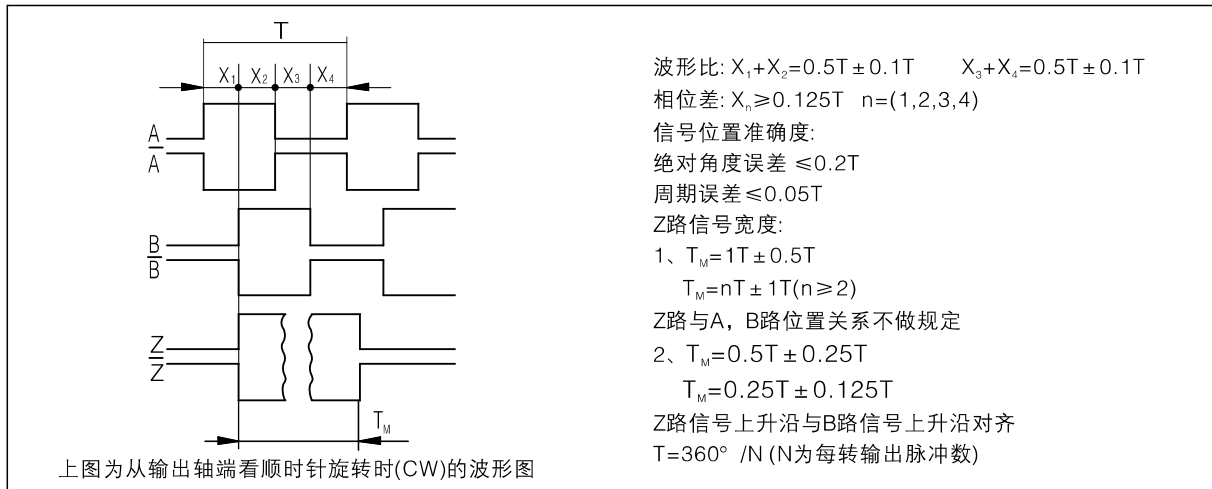 T
X₁ X₂ X₃ X₄
A
A̅
B
B̅
Z
Z̅
Tᴍ
上图为从输出轴端看顺时针旋转时(CW)的波形图
波形比: X₁+X₂=0.5T±0.1T X₃+X₄=0.5T±0.1T
相位差: Xₙ≥0.125T n=(1,2,3,4)
信号位置准确度:
绝对角度误差 ≤0.2T
周期误差≤0.05T
Z路信号宽度:
1、Tᴍ=1T±0.5T
Tᴍ=nT±1T(n≥2)
Z路与A，B路位置关系不做规定
2、Tᴍ=0.5T±0.25T
Tᴍ=0.25T±0.125T
Z路信号上升沿与B路信号上升沿对齐
T=360° /N (N为每转输出脉冲数)